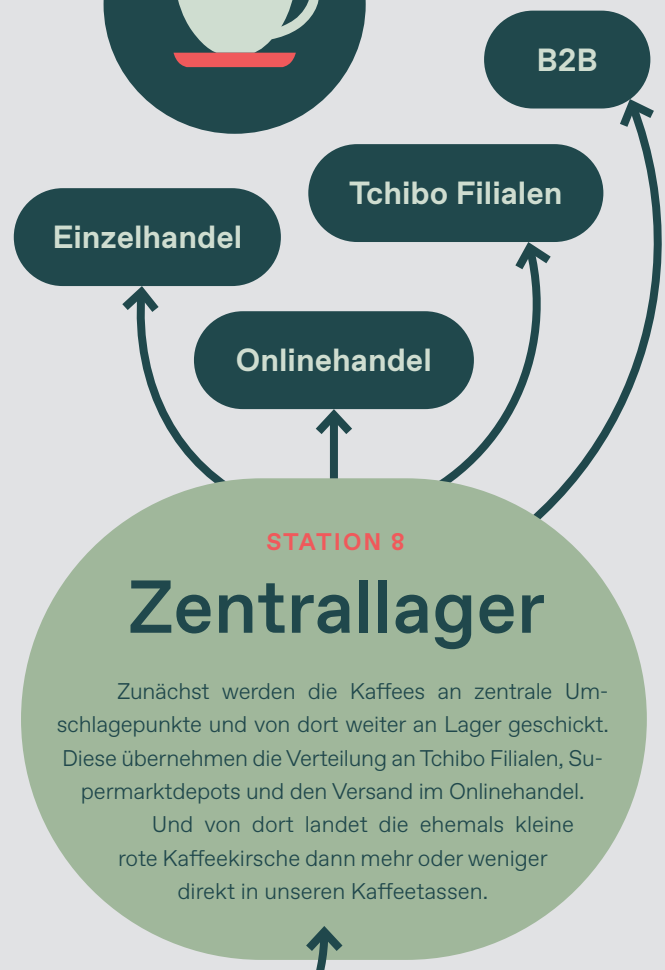 B2B
Tchibo Filialen
Einzelhandel
Onlinehandel
STATION 8
Zentrallager
Zunächst werden die Kaffees an zentrale Um-
schlagepunkte und von dort weiter an Lager geschickt.
Diese übernehmen die Verteilung an Tchibo Filialen, Su-
permarktdepots und den Versand im Onlinehandel.
Und von dort landet die ehemals kleine
rote Kaffeekirsche dann mehr oder weniger
direkt in unseren Kaffeetassen.